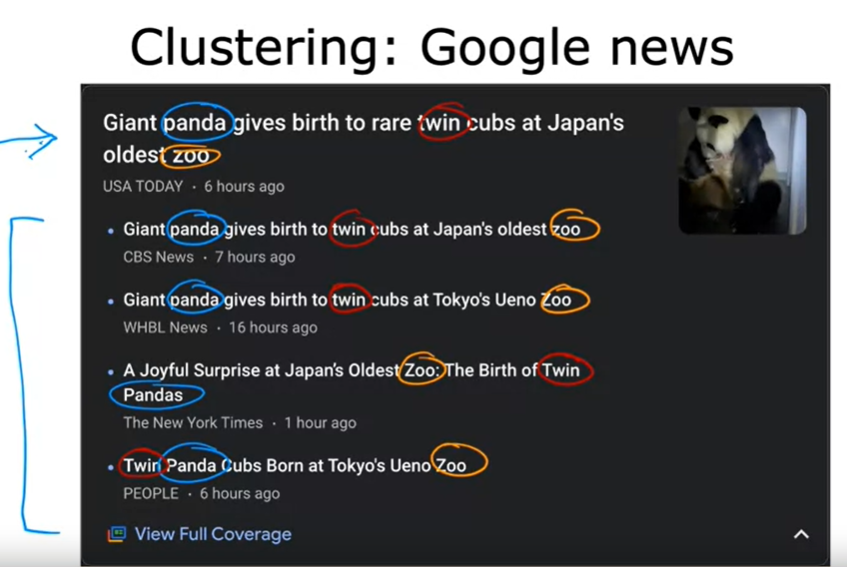 Clustering: Google news
Giant panda gives birth to rare twin cubs at Japan's
oldest zoo
USA TODAY · 6 hours ago
• Giant panda gives birth to twin cubs at Japan's oldest zoo
CBS News · 7 hours ago
• Giant panda gives birth to twin cubs at Tokyo's Ueno Zoo
WHBL News · 16 hours ago
• A Joyful Surprise at Japan's Oldest Zoo: The Birth of Twin
Pandas
The New York Times · 1 hour ago
• Twin Panda Cubs Born at Tokyo's Ueno Zoo
PEOPLE · 6 hours ago
View Full Coverage